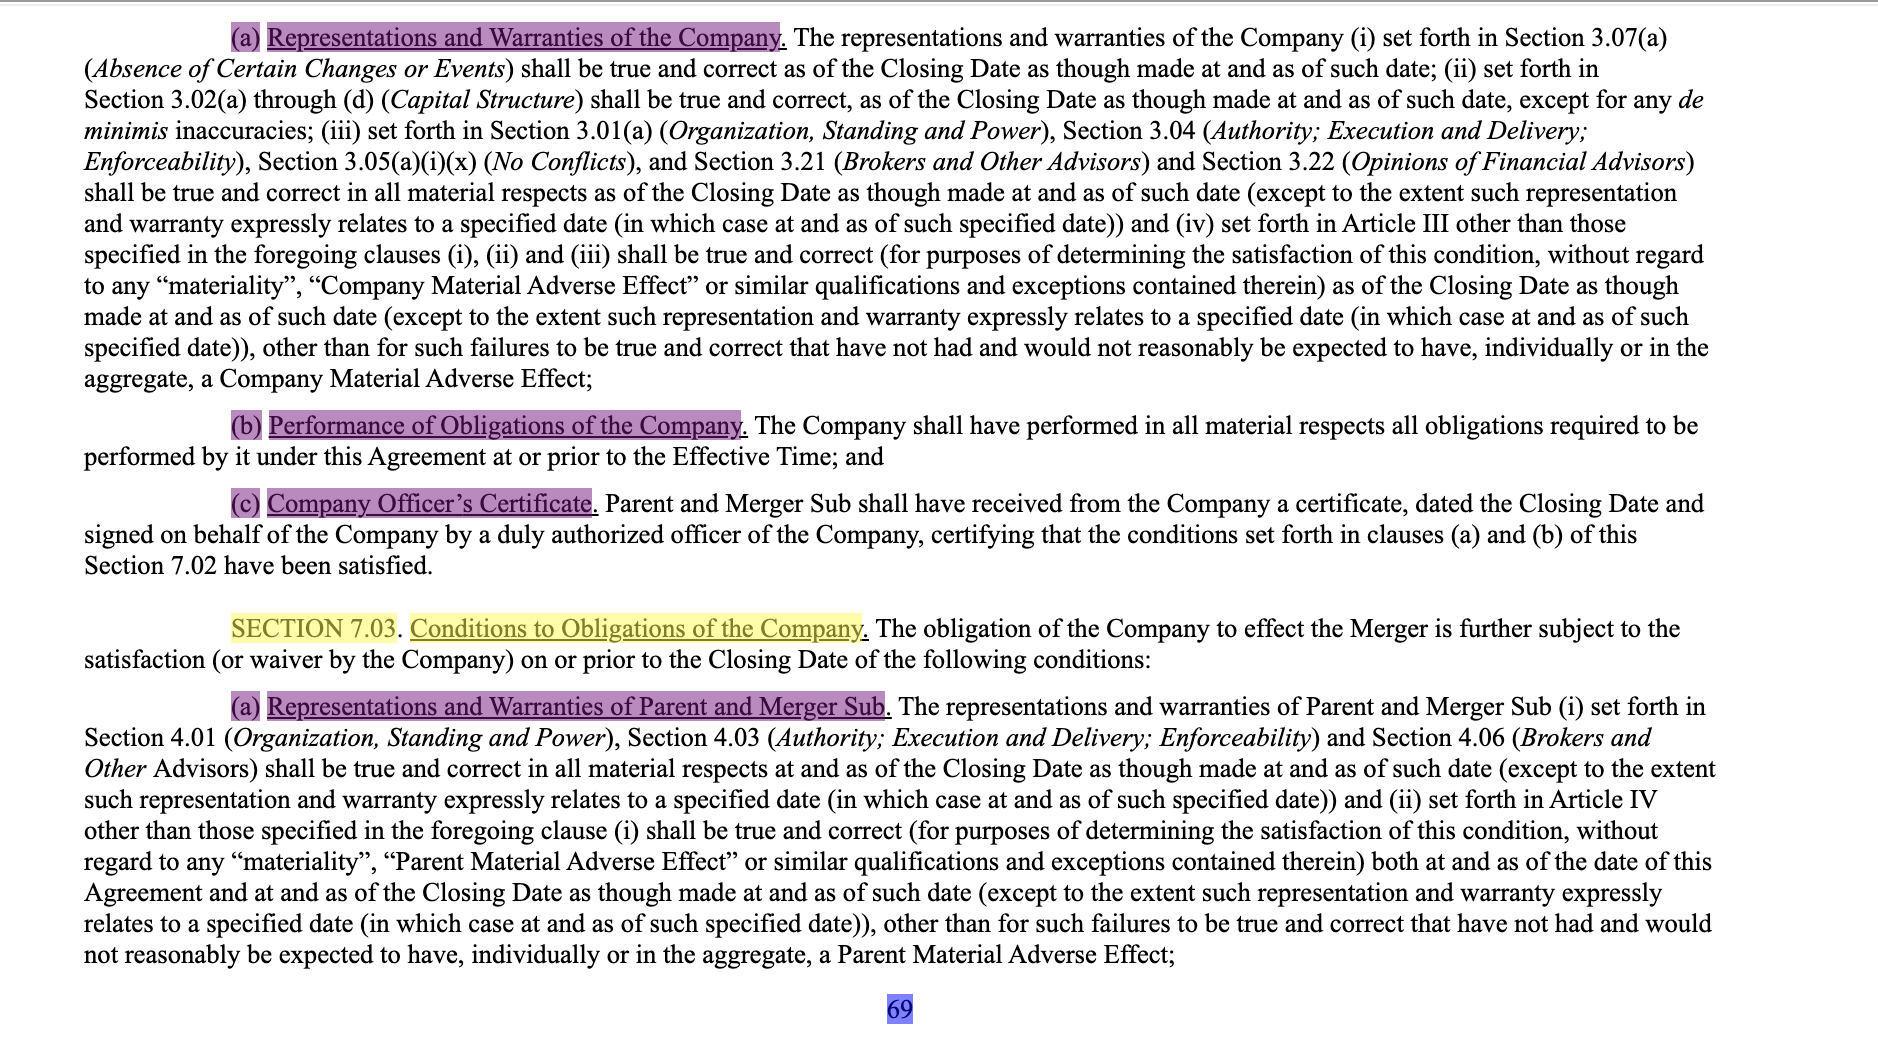 (a) Representations and Warranties of the Company. The representations and warranties of the Company (i) set forth in Section 3.07(a)
(Absence of Certain Changes or Events) shall be true and correct as of the Closing Date as though made at and as of such date; (ii) set forth in
Section 3.02(a) through (d) (Capital Structure) shall be true and correct, as of the Closing Date as though made at and as of such date, except for any de
minimis inaccuracies; (iii) set forth in Section 3.01(a) (Organization, Standing and Power), Section 3.04 (Authority; Execution and Delivery;
Enforceability), Section 3.05(a)(i)(x) (No Conflicts), and Section 3.21 (Brokers and Other Advisors) and Section 3.22 (Opinions of Financial Advisors)
shall be true and correct in all material respects as of the Closing Date as though made at and as of such date (except to the extent such representation
and warranty expressly relates to a specified date (in which case at and as of such specified date)) and (iv) set forth in Article III other than those
specified in the foregoing clauses (i), (ii) and (iii) shall be true and correct (for purposes of determining the satisfaction of this condition, without regard
to any “materiality”, “Company Material Adverse Effect” or similar qualifications and exceptions contained therein) as of the Closing Date as though
made at and as of such date (except to the extent such representation and warranty expressly relates to a specified date (in which case at and as of such
specified date)), other than for such failures to be true and correct that have not had and would not reasonably be expected to have, individually or in the
aggregate, a Company Material Adverse Effect;
(b) Performance of Obligations of the Company. The Company shall have performed in all material respects all obligations required to be
performed by it under this Agreement at or prior to the Effective Time; and
(c) Company Officer’s Certificate. Parent and Merger Sub shall have received from the Company a certificate, dated the Closing Date and
signed on behalf of the Company by a duly authorized officer of the Company, certifying that the conditions set forth in clauses (a) and (b) of this
Section 7.02 have been satisfied.
SECTION 7.03. Conditions to Obligations of the Company. The obligation of the Company to effect the Merger is further subject to the
satisfaction (or waiver by the Company) on or prior to the Closing Date of the following conditions:
(a) Representations and Warranties of Parent and Merger Sub. The representations and warranties of Parent and Merger Sub (i) set forth in
Section 4.01 (Organization, Standing and Power), Section 4.03 (Authority; Execution and Delivery; Enforceability) and Section 4.06 (Brokers and
Other Advisors) shall be true and correct in all material respects at and as of the Closing Date as though made at and as of such date (except to the extent
such representation and warranty expressly relates to a specified date (in which case at and as of such specified date)) and (ii) set forth in Article IV
other than those specified in the foregoing clause (i) shall be true and correct (for purposes of determining the satisfaction of this condition, without
regard to any “materiality”, “Parent Material Adverse Effect” or similar qualifications and exceptions contained therein) both at and as of the date of this
Agreement and at and as of the Closing Date as though made at and as of such date (except to the extent such representation and warranty expressly
relates to a specified date (in which case at and as of such specified date)), other than for such failures to be true and correct that have not had and would
not reasonably be expected to have, individually or in the aggregate, a Parent Material Adverse Effect;
69